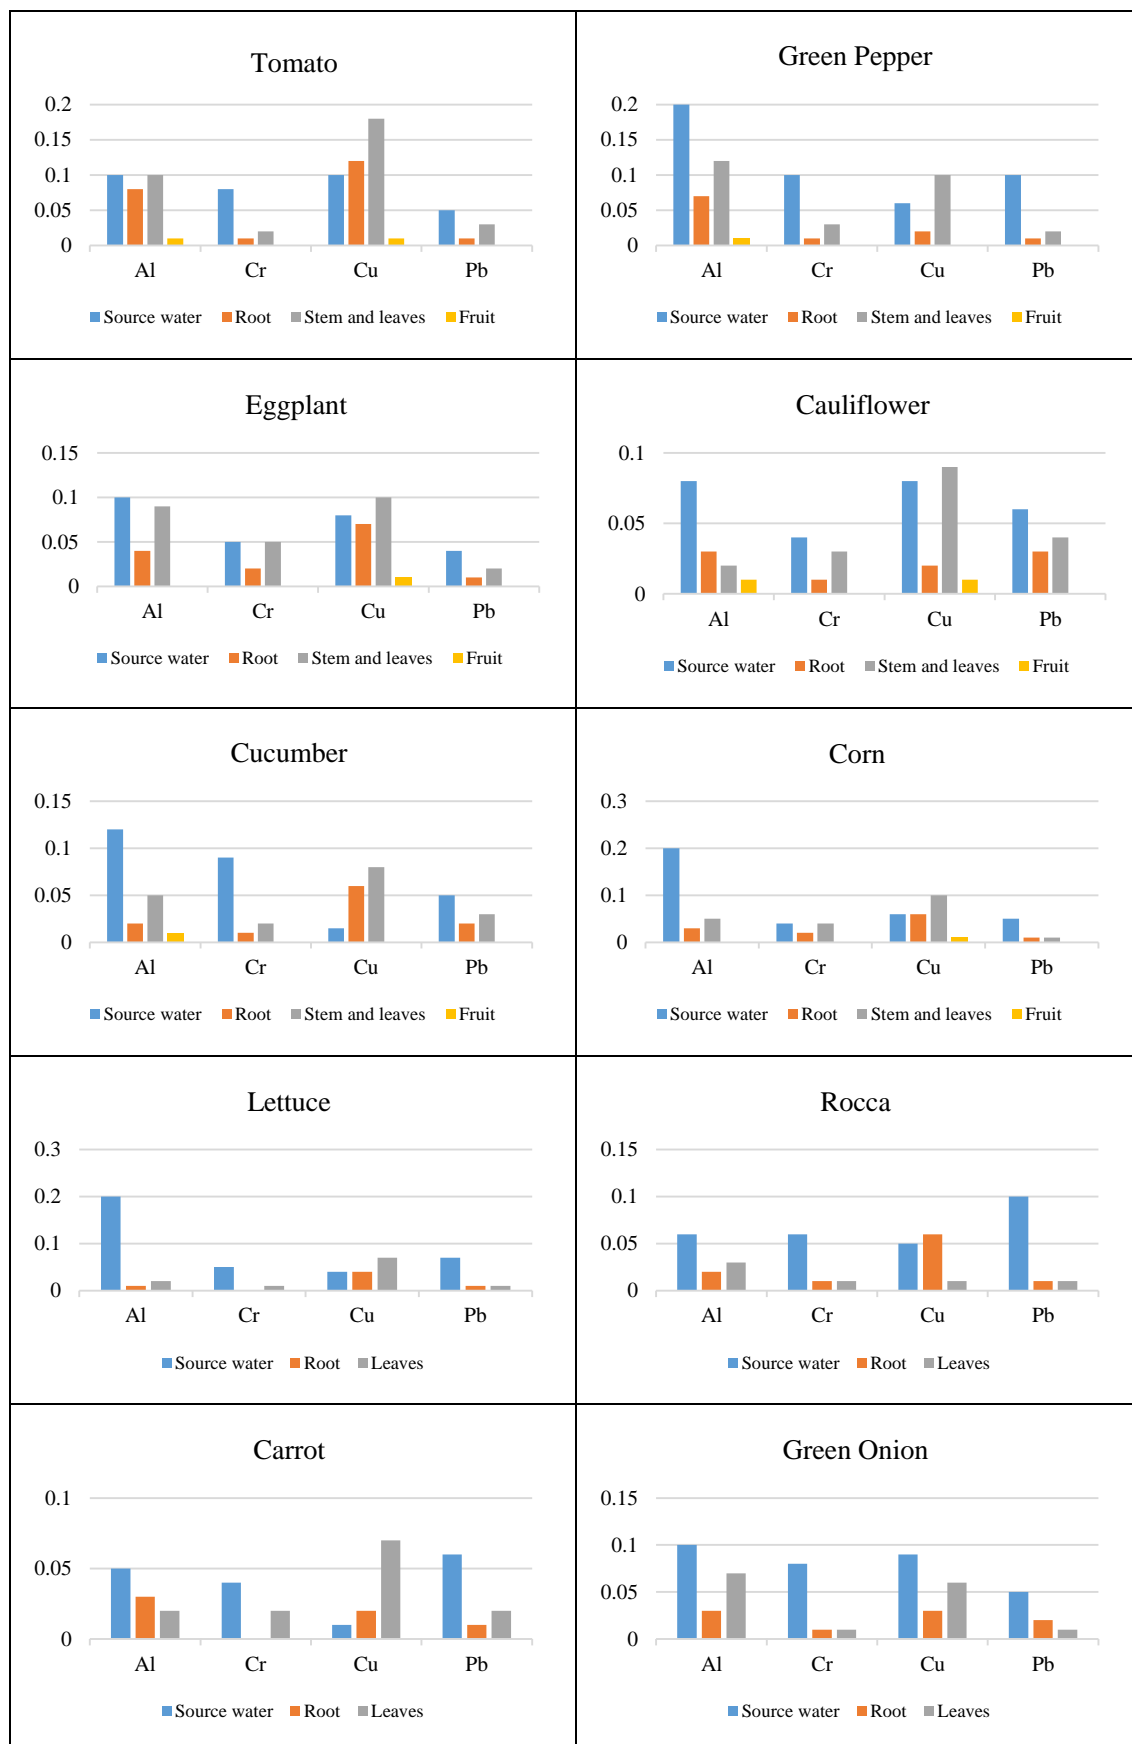 Tomato
0.2
0.15
0.1
0.05
0
Al Cr Cu Pb
Source water Root Stem and leaves Fruit
Green Pepper
0.2
0.15
0.1
0.05
0
Al Cr Cu Pb
Source water Root Stem and leaves Fruit
Eggplant
0.15
0.1
0.05
0
Al Cr Cu Pb
Source water Root Stem and leaves Fruit
Cauliflower
0.1
0.05
0
Al Cr Cu Pb
Source water Root Stem and leaves Fruit
Cucumber
0.15
0.1
0.05
0
Al Cr Cu Pb
Source water Root Stem and leaves Fruit
Corn
0.3
0.2
0.1
0
Al Cr Cu Pb
Source water Root Stem and leaves Fruit
Lettuce
0.3
0.2
0.1
0
Al Cr Cu Pb
Source water Root Leaves
Rocca
0.15
0.1
0.05
0
Al Cr Cu Pb
Source water Root Leaves
Carrot
0.1
0.05
0
Al Cr Cu Pb
Source water Root Leaves
Green Onion
0.15
0.1
0.05
0
Al Cr Cu Pb
Source water Root Leaves